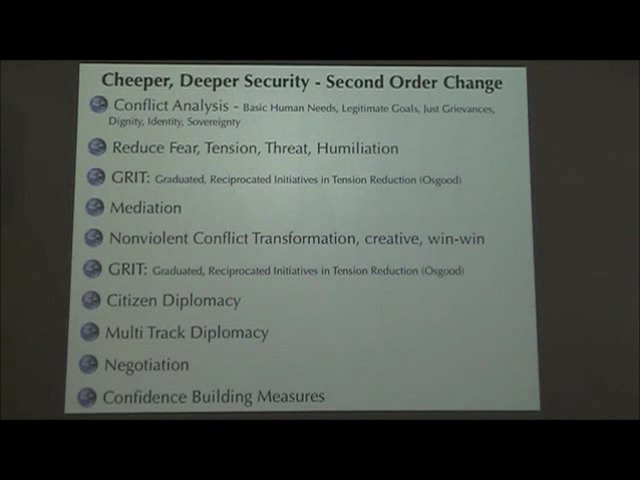 Cheeper, Deeper Security - Second Order Change
Conflict Analysis - Basic Human Needs, Legitimate Goals, Just Grievances,
Dignity, Identity, Sovereignty
Reduce Fear, Tension, Threat, Humiliation
GRIT: Graduated, Reciprocated Initiatives in Tension Reduction (Osgood)
Mediation
Nonviolent Conflict Transformation, creative, win-win
GRIT: Graduated, Reciprocated Initiatives in Tension Reduction (Osgood)
Citizen Diplomacy
Multi Track Diplomacy
Negotiation
Confidence Building Measures